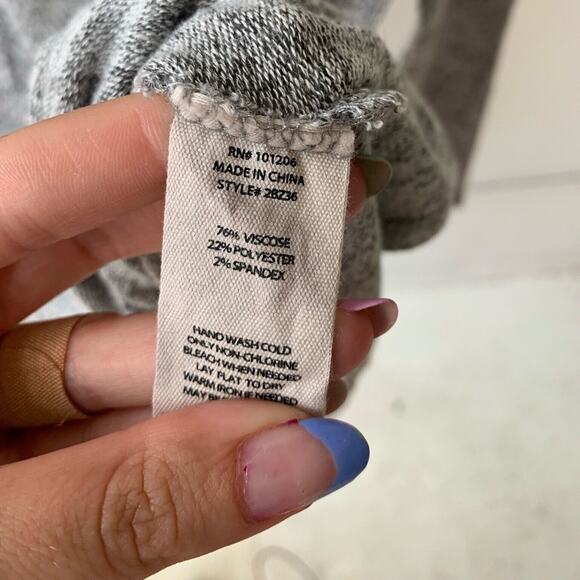 RN# 101206
MADE IN CHINA
STYLE# 28236
76% VISCOSE
22% POLYESTER
2% SPANDEX
HAND WASH COLD
ONLY NON-CHLORINE
BLEACH WHEN NEEDED
LAY FLAT TO DRY
WARM IRON IF NEEDED
MAY